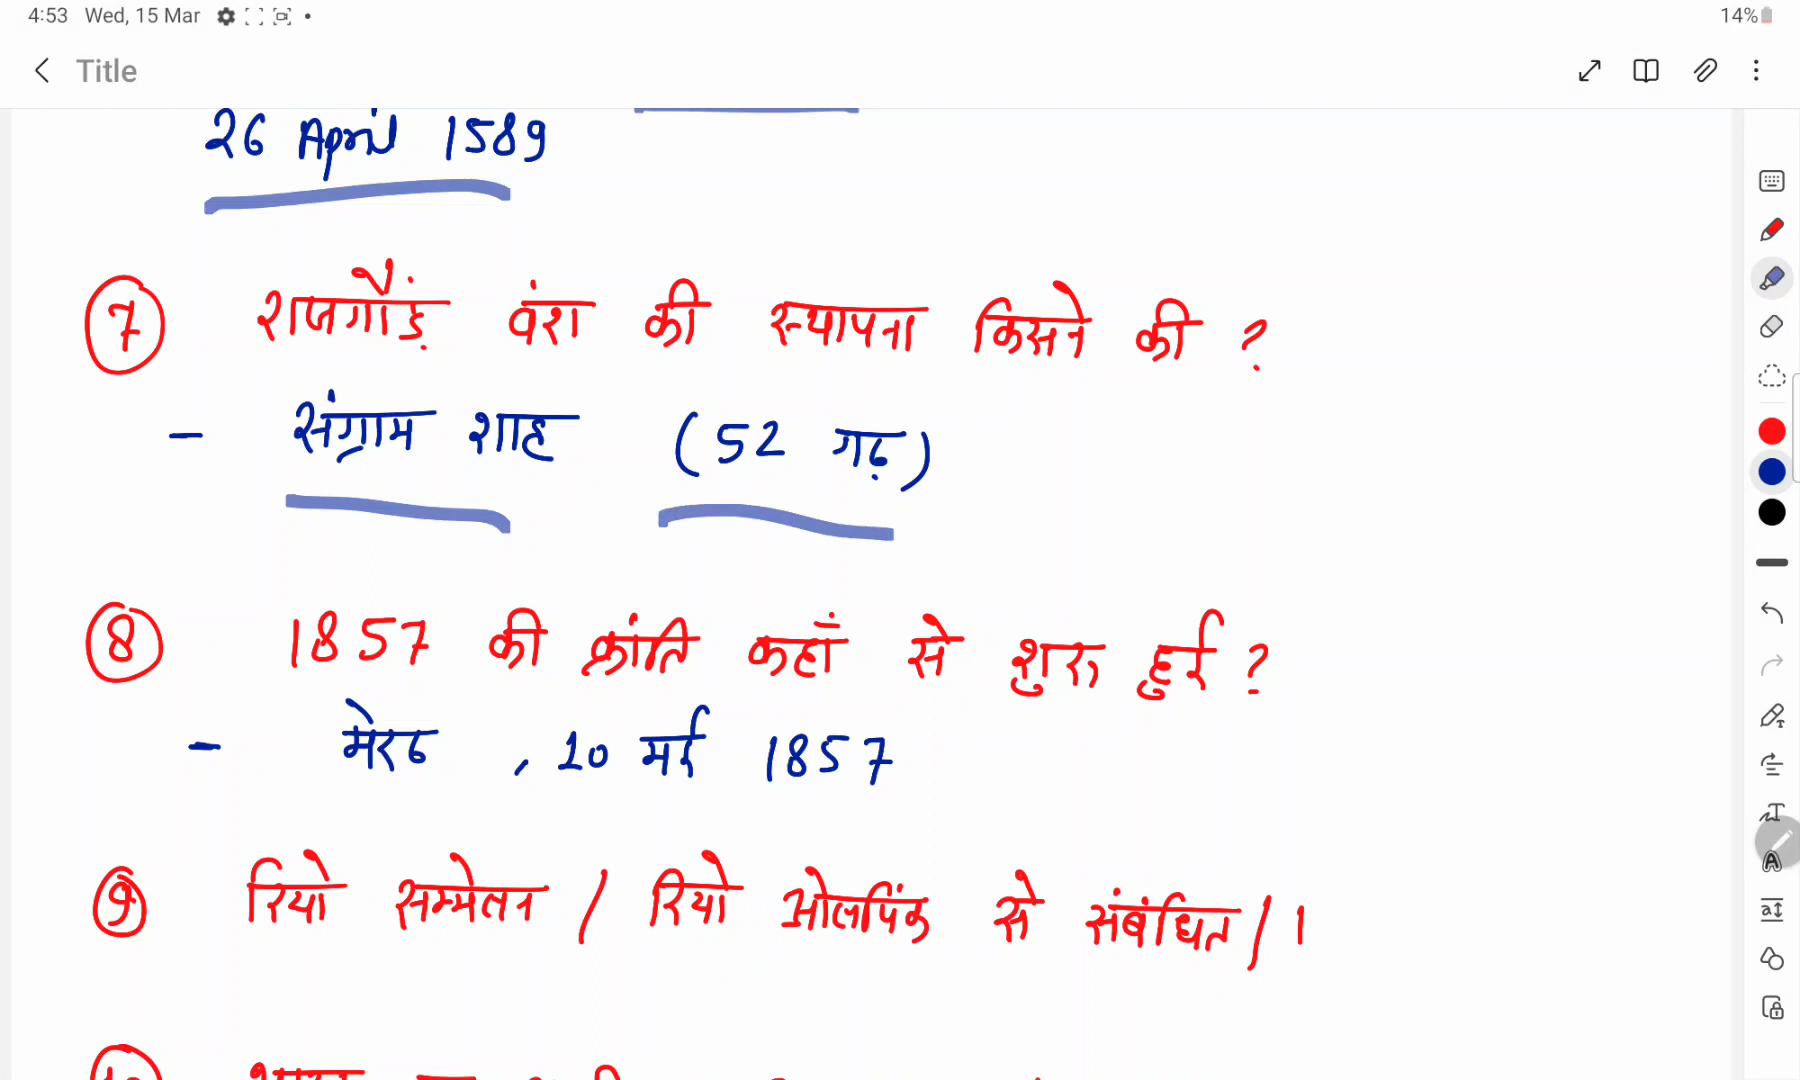 4:53 Wed, 15 Mar 14%
Title
26 April 1589
7 राजगौंड़ वंश की स्थापना किसने की ?
- संग्राम शाह (52 गढ़)
8 1857 की क्रांति कहाँ से शुरू हुई ?
- मेरठ , 10 मई 1857
9 रियो सम्मेलन / रियो ओलंपिक से संबंधित / ।